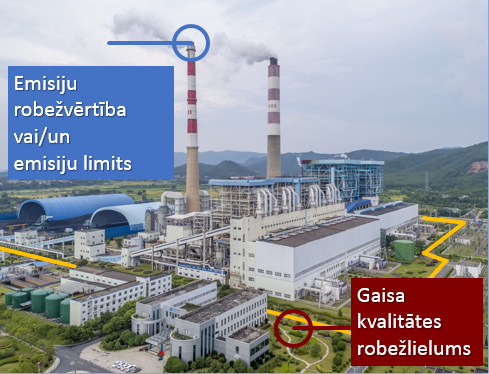 Emisiju
robežvērtība
vai/un
emisiju limits
Gaisa
kvalitātes
robežlielums